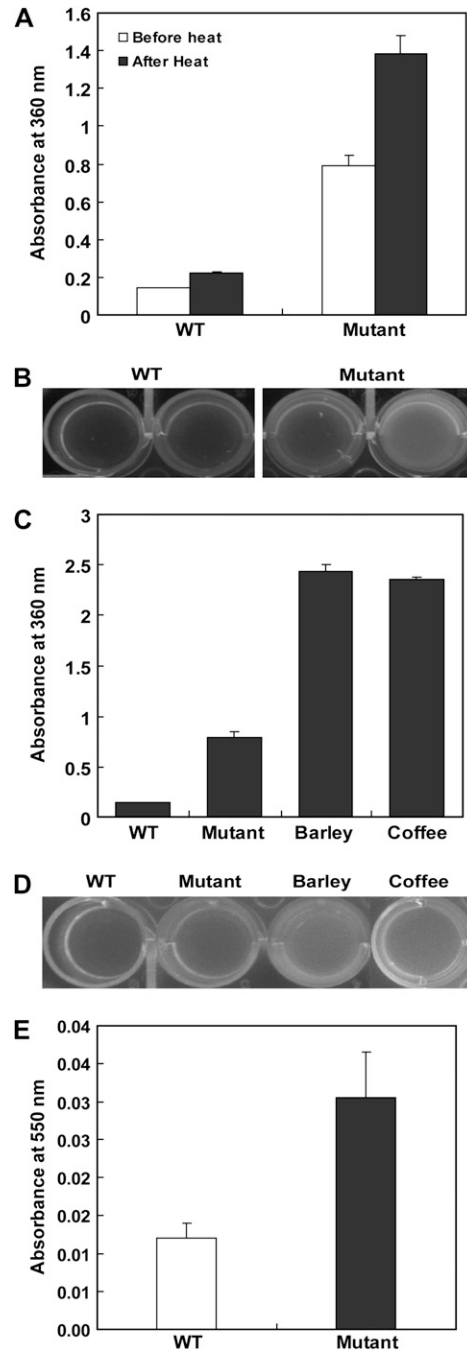 A
Absorbance at 360 nm
1.6
1.4
1.2
1
0.8
0.6
0.4
0.2
0
Before heat
After Heat
WT Mutant
B
WT Mutant
C
Absorbance at 360 nm
3
2.5
2
1.5
1
0.5
0
WT Mutant Barley Coffee
D
WT Mutant Barley Coffee
E
Absorbance at 550 nm
0.04
0.04
0.03
0.03
0.02
0.02
0.01
0.01
0.00
WT Mutant